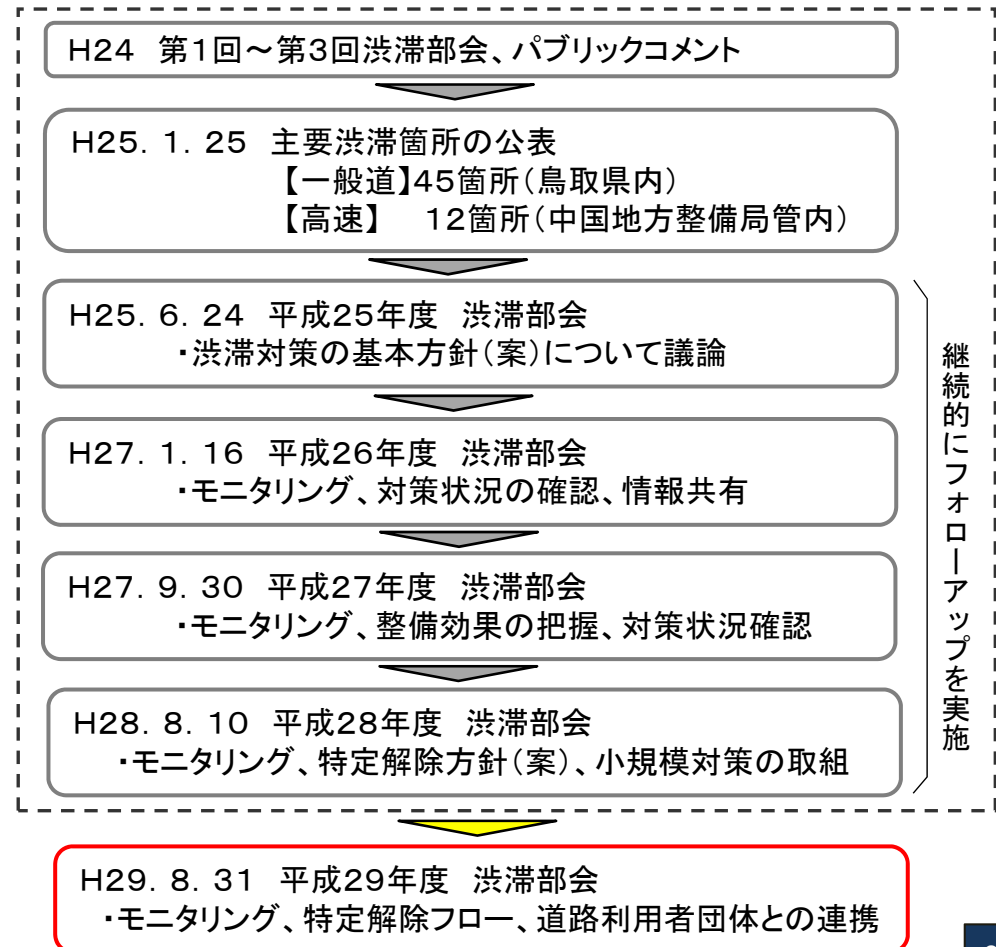 H24 第1回～第3回渋滞部会、パブリックコメント
H25．1．25 主要渋滞箇所の公表
【一般道】45箇所（鳥取県内）
【高速】 12箇所（中国地方整備局管内）
H25．6．24 平成25年度 渋滞部会
・渋滞対策の基本方針（案）について議論
H27．1．16 平成26年度 渋滞部会
・モニタリング、対策状況の確認、情報共有
H27．9．30 平成27年度 渋滞部会
・モニタリング、整備効果の把握、対策状況確認
H28．8．10 平成28年度 渋滞部会
・モニタリング、特定解除方針（案）、小規模対策の取組
継続的にフォローアップを実施
H29．8．31 平成29年度 渋滞部会
・モニタリング、特定解除フロー、道路利用者団体との連携